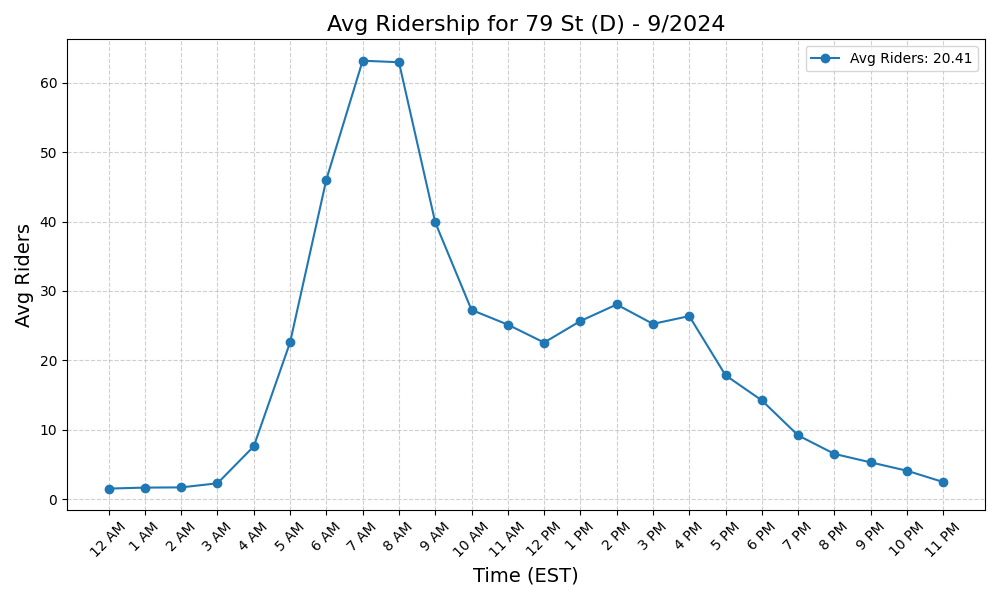 Avg Ridership for 79 St (D) - 9/2024
Avg Riders: 20.41
Avg Riders
60
50
40
30
20
10
0
12 AM
1 AM
2 AM
3 AM
4 AM
5 AM
6 AM
7 AM
8 AM
9 AM
10 AM
11 AM
12 PM
1 PM
2 PM
3 PM
4 PM
5 PM
6 PM
7 PM
8 PM
9 PM
10 PM
11 PM
Time (EST)